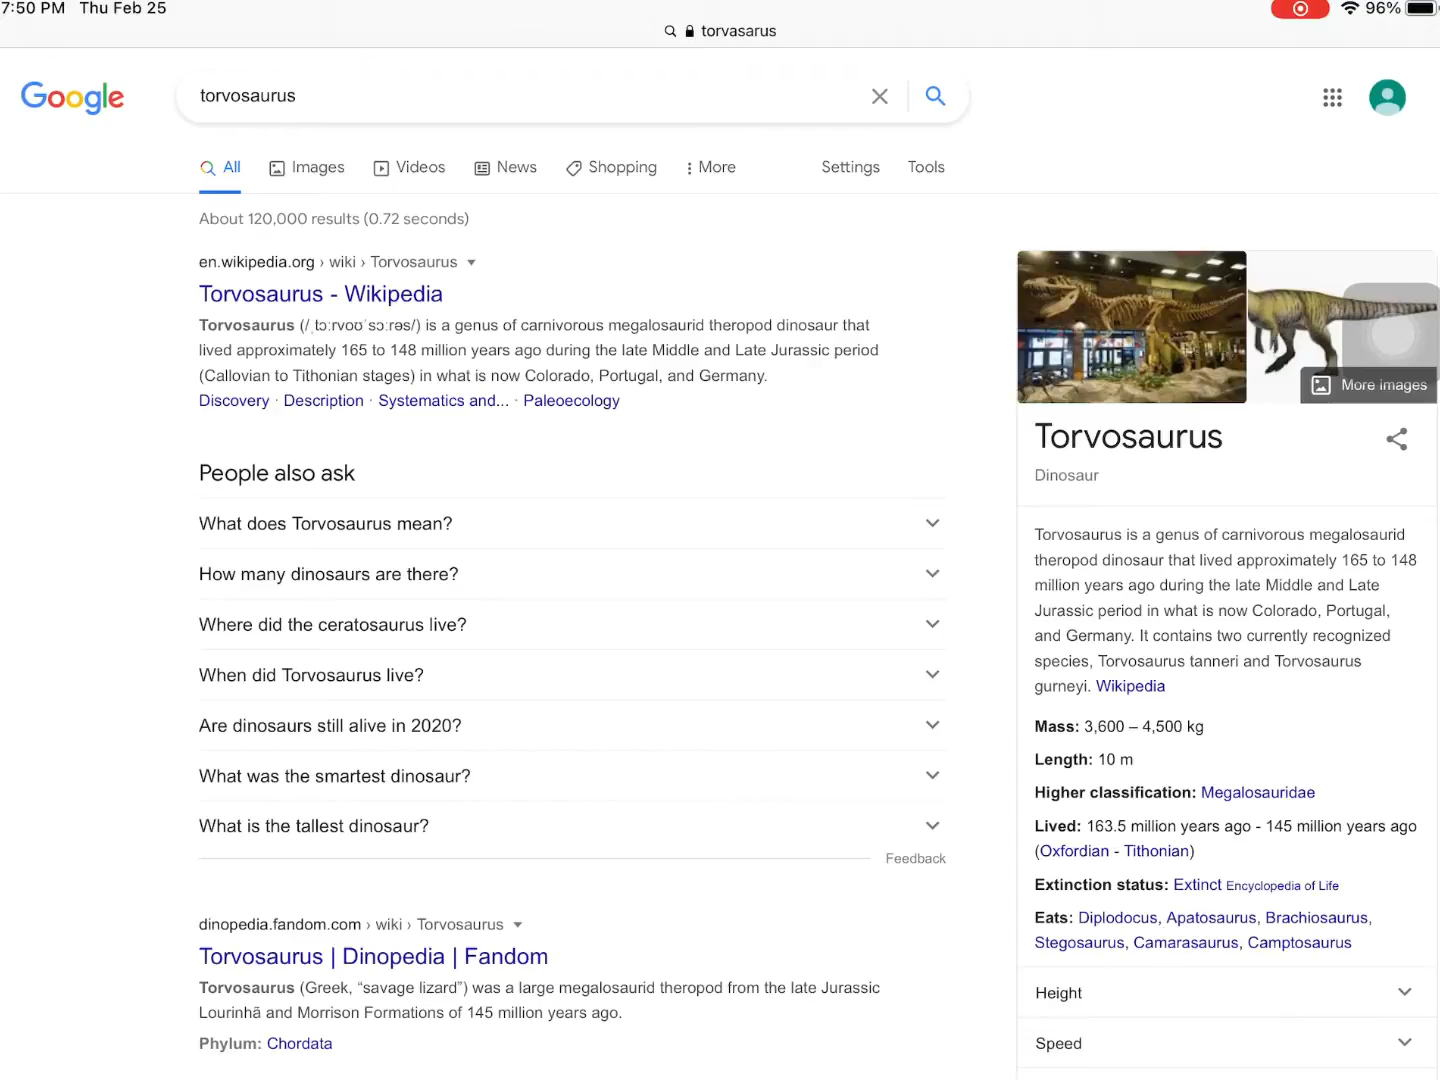 7:50 PM Thu Feb 25
96%
torvasarus
Google
torvosaurus
All Images Videos News Shopping More Settings Tools
About 120,000 results (0.72 seconds)
en.wikipedia.org › wiki › Torvosaurus
Torvosaurus - Wikipedia
Torvosaurus (/ˌtɔːrvoʊˈsɔːrəs/) is a genus of carnivorous megalosaurid theropod dinosaur that
lived approximately 165 to 148 million years ago during the late Middle and Late Jurassic period
(Callovian to Tithonian stages) in what is now Colorado, Portugal, and Germany.
Discovery · Description · Systematics and... · Paleoecology
People also ask
What does Torvosaurus mean?
How many dinosaurs are there?
Where did the ceratosaurus live?
When did Torvosaurus live?
Are dinosaurs still alive in 2020?
What was the smartest dinosaur?
What is the tallest dinosaur?
Feedback
dinopedia.fandom.com › wiki › Torvosaurus
Torvosaurus | Dinopedia | Fandom
Torvosaurus (Greek, “savage lizard”) was a large megalosaurid theropod from the late Jurassic
Lourinhã and Morrison Formations of 145 million years ago.
Phylum: Chordata
More images
Torvosaurus
Dinosaur
Torvosaurus is a genus of carnivorous megalosaurid
theropod dinosaur that lived approximately 165 to 148
million years ago during the late Middle and Late
Jurassic period in what is now Colorado, Portugal,
and Germany. It contains two currently recognized
species, Torvosaurus tanneri and Torvosaurus
gurneyi. Wikipedia
Mass: 3,600 – 4,500 kg
Length: 10 m
Higher classification: Megalosauridae
Lived: 163.5 million years ago - 145 million years ago
(Oxfordian - Tithonian)
Extinction status: Extinct Encyclopedia of Life
Eats: Diplodocus, Apatosaurus, Brachiosaurus,
Stegosaurus, Camarasaurus, Camptosaurus
Height
Speed